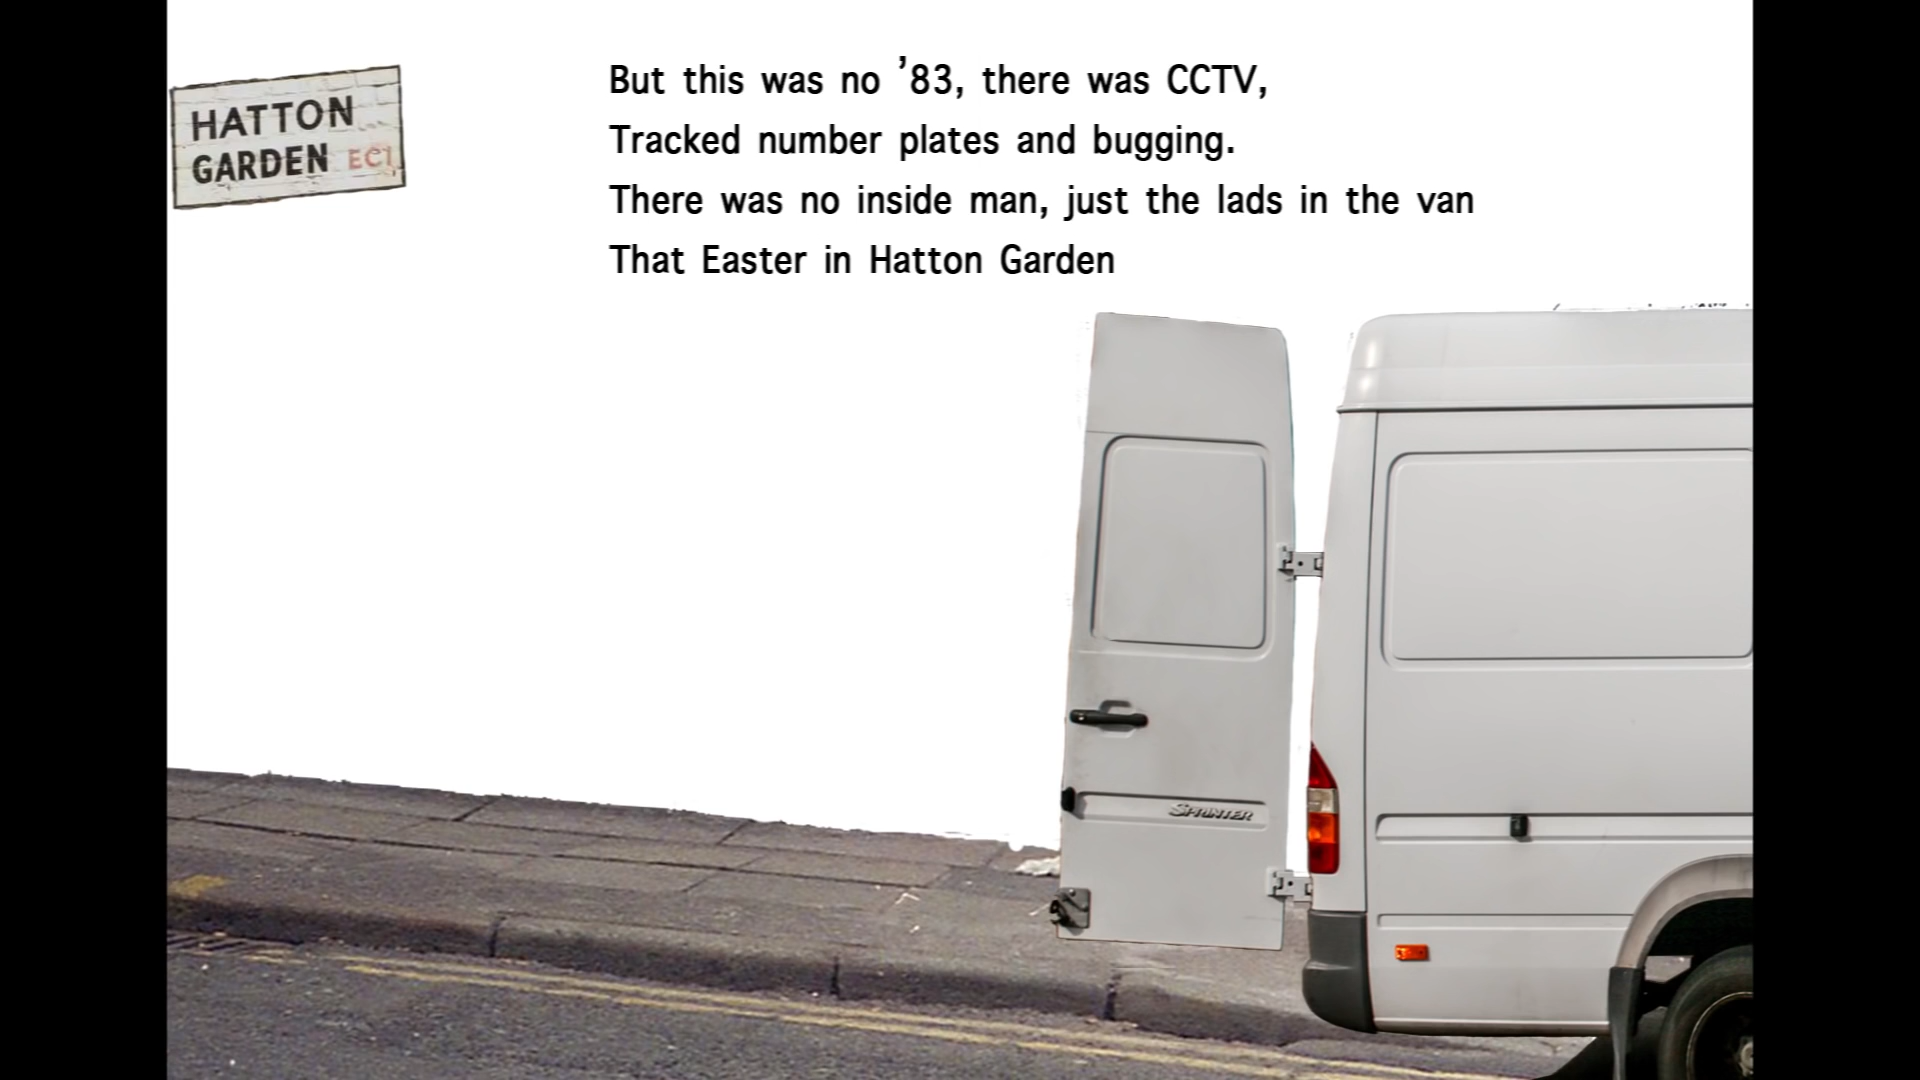 HATTON
GARDEN EC1
But this was no ’83, there was CCTV,
Tracked number plates and bugging.
There was no inside man, just the lads in the van
That Easter in Hatton Garden
SPRINTER